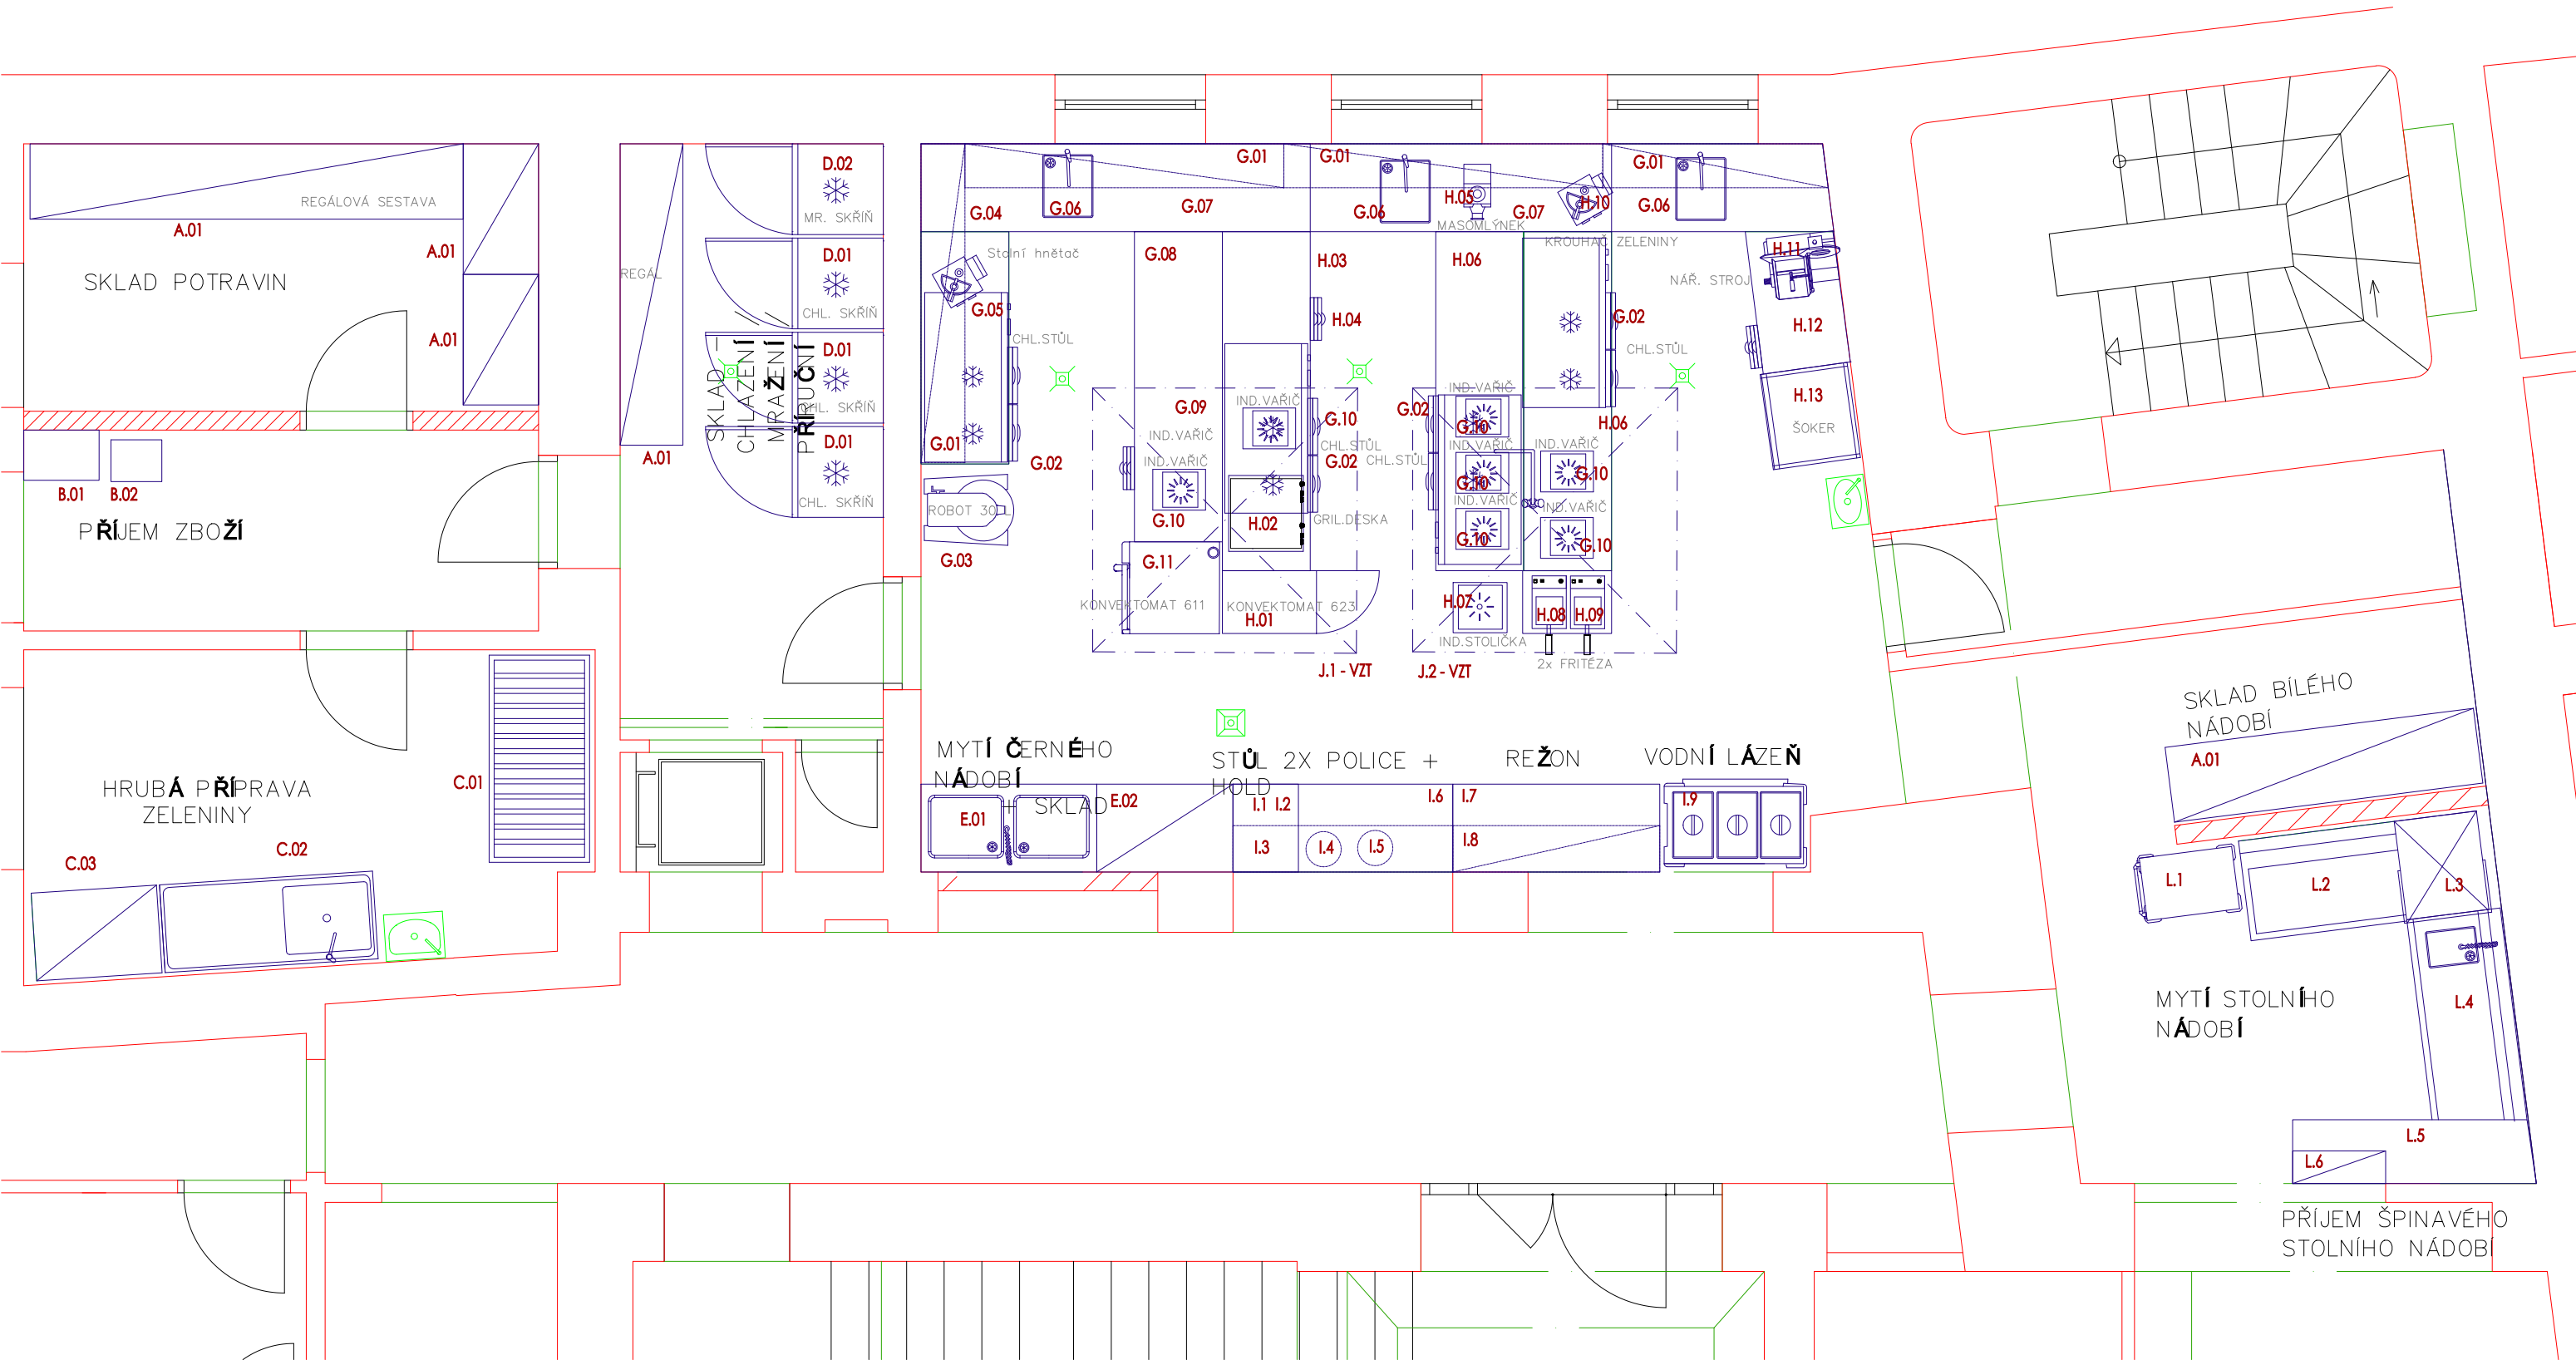 REGÁLOVÁ SESTAVA
A.01
A.01
SKLAD POTRAVIN
A.01
B.01
B.02
PŘÍJEM ZBOŽÍ
HRUBÁ PŘÍPRAVA
ZELENINY
C.01
C.02
C.03
REGÁL
A.01
D.02
MR. SKŘÍŇ
D.01
CHL. SKŘÍŇ
D.01
CHL. SKŘÍŇ
D.01
CHL. SKŘÍŇ
SKLAD -
CHLAZENÍ //
MRAŽENÍ //
PŘÍRUČNÍ
G.01
G.01
G.01
G.04
G.06
G.07
G.06
H.05
MASOMLÝNEK
G.07
H.10
G.06
KROUHAČ ZELENINY
Stolní hnětač
G.05
CHL.STŮL
G.01
G.02
ROBOT 30 L
G.03
G.08
H.03
H.04
G.09
IND.VAŘIČ
IND.VAŘIČ
G.10
IND.VAŘIČ
G.10
CHL.STŮL
G.02
H.02
GRIL.DESKA
G.11
KONVEKTOMAT 611
KONVEKTOMAT 623
H.01
J.1 - VZT
H.06
G.02
CHL.STŮL
NÁŘ. STROJ
H.11
H.12
H.13
ŠOKER
IND.VAŘIČ
G.02
G.10
H.06
IND.VAŘIČ
IND.VAŘIČ
CHL.STŮL
G.10
G.10
IND.VAŘIČ
IND.VAŘIČ
G.10
G.10
H.07
H.08
H.09
IND.STOLIČKA
2x FRITÉZA
J.2 - VZT
MYTÍ ČERNÉHO
NÁDOBÍ
+ SKLAD
E.01
E.02
STŮL 2X POLICE +
HOLD
REŽON
VODNÍ LÁZEŇ
I.1
I.2
I.3
I.4
I.5
I.6
I.7
I.8
I.9
SKLAD BÍLÉHO
NÁDOBÍ
A.01
L.1
L.2
L.3
L.4
MYTÍ STOLNÍHO
NÁDOBÍ
L.5
L.6
PŘÍJEM ŠPINAVÉHO
STOLNÍHO NÁDOBÍ